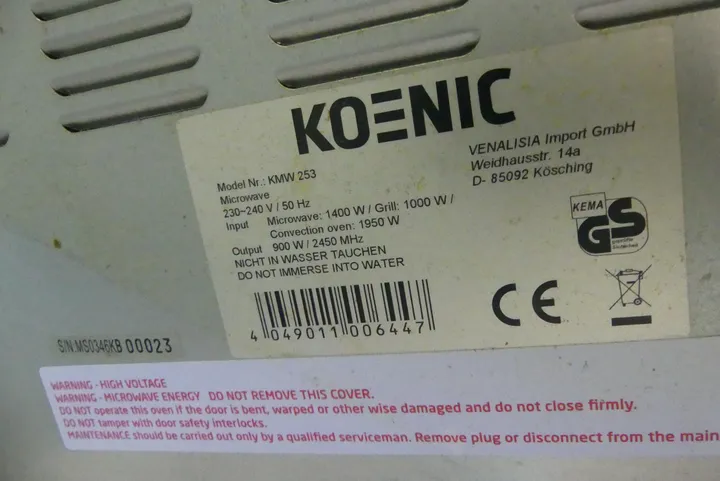 KOENIC
VENALISIA Import GmbH
Weidhausstr. 14a
D- 85092 Kösching
Model Nr.: KMW 253
Microwave
230~240 V / 50 Hz
Input Microwave: 1400 W / Grill: 1000 W /
Convection oven: 1950 W
Output 900 W / 2450 MHz
NICHT IN WASSER TAUCHEN
DO NOT IMMERSE INTO WATER
KEMA
GS
geprüfte
Sicherheit
CE
4 049011 006447
S/N:MS0346KB 00023
WARNING - HIGH VOLTAGE
WARNING - MICROWAVE ENERGY DO NOT REMOVE THIS COVER.
DO NOT operate this oven if the door is bent, warped or other wise damaged and do not close firmly.
DO NOT tamper with door safety interlocks.
MAINTENANCE should be carried out only by a qualified serviceman. Remove plug or disconnect from the main